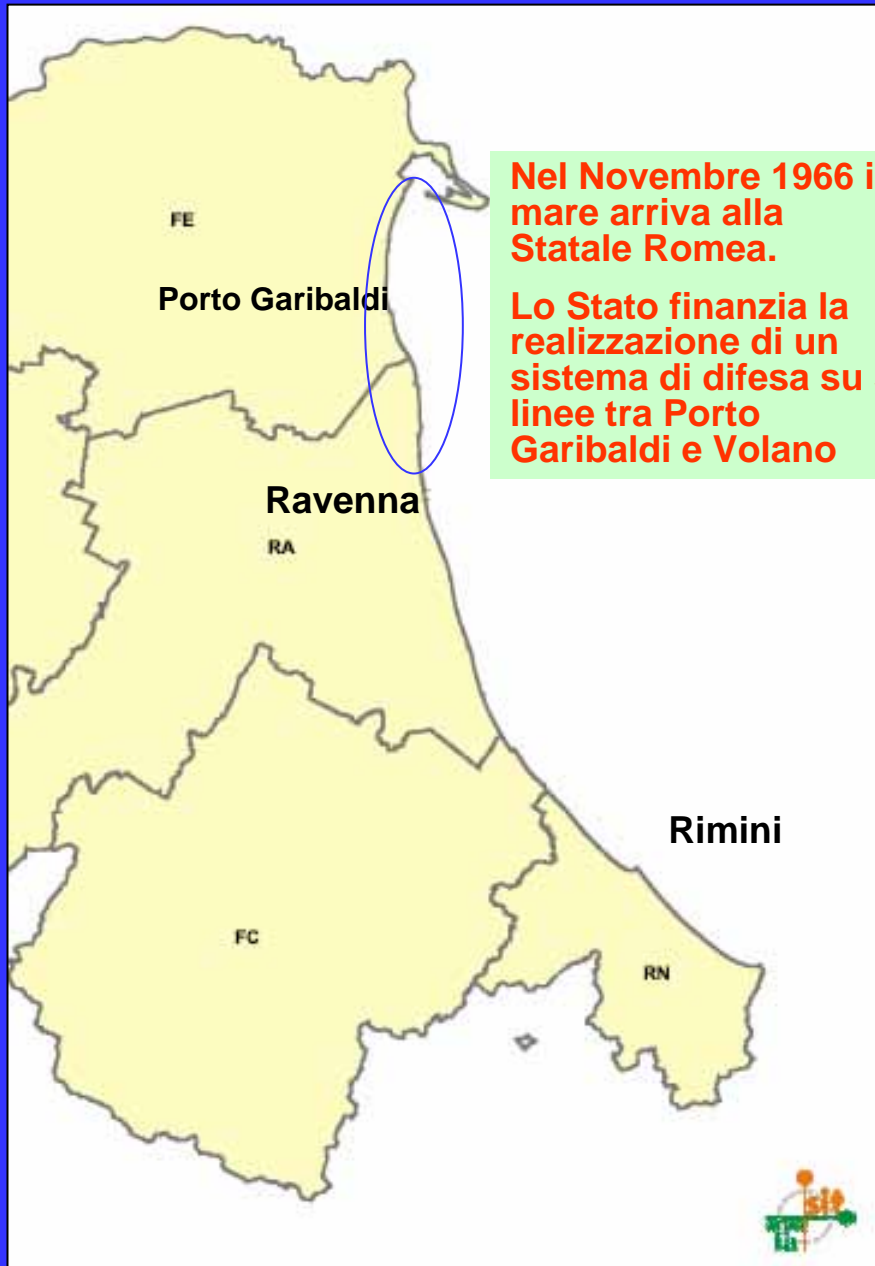 FE
Porto Garibaldi
Nel Novembre 1966 i
mare arriva alla
Statale Romea.
Lo Stato finanzia la
realizzazione di un
sistema di difesa su
linee tra Porto
Garibaldi e Volano
Ravenna
RA
Rimini
FC
RN